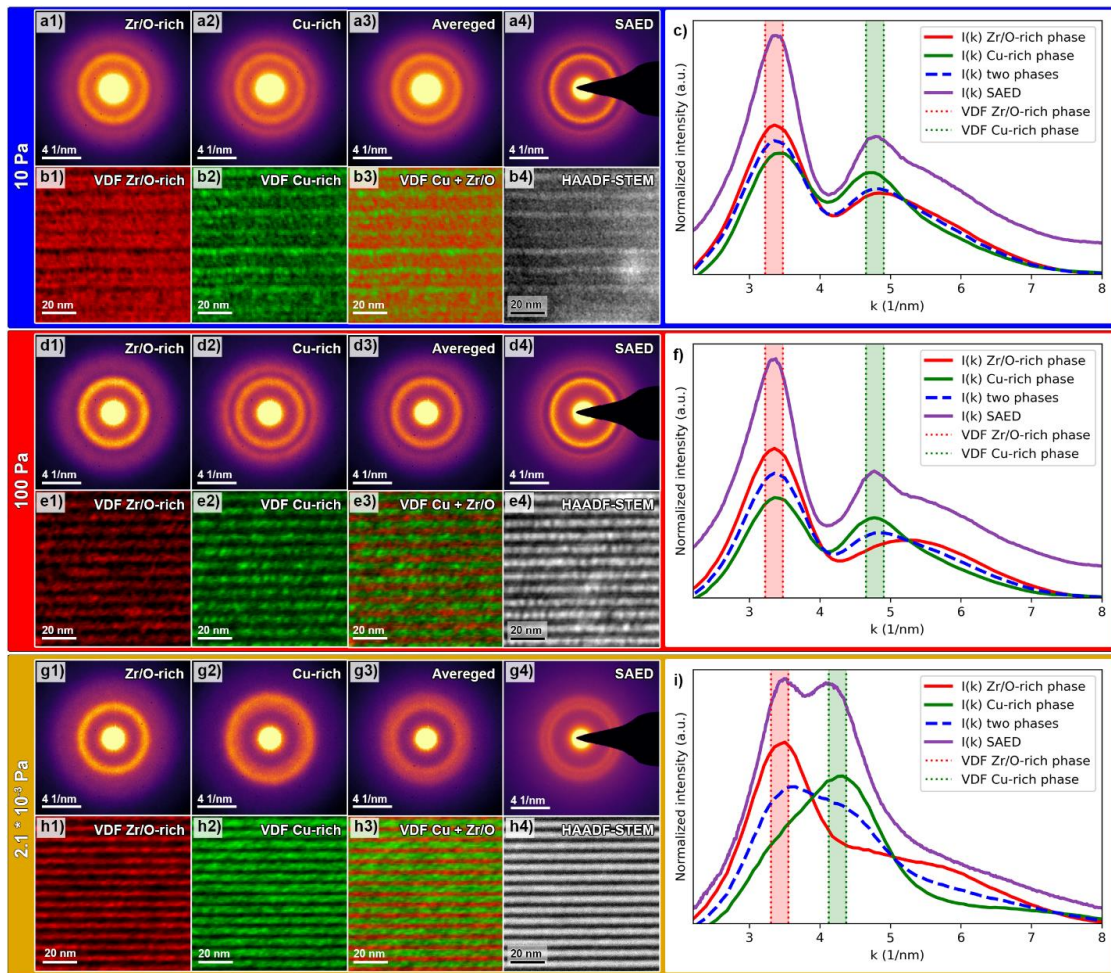 10 Pa
a1) Zr/O-rich
a2) Cu-rich
a3) Avereged
a4) SAED
4 1/nm
4 1/nm
4 1/nm
4 1/nm
b1) VDF Zr/O-rich
b2) VDF Cu-rich
b3) VDF Cu + Zr/O
b4) HAADF-STEM
20 nm
20 nm
20 nm
20 nm
c)
Normalized intensity (a.u.)
I(k) Zr/O-rich phase
I(k) Cu-rich phase
I(k) two phases
I(k) SAED
VDF Zr/O-rich phase
VDF Cu-rich phase
3 4 5 6 7 8
k (1/nm)
100 Pa
d1) Zr/O-rich
d2) Cu-rich
d3) Avereged
d4) SAED
4 1/nm
4 1/nm
4 1/nm
4 1/nm
e1) VDF Zr/O-rich
e2) VDF Cu-rich
e3) VDF Cu + Zr/O
e4) HAADF-STEM
20 nm
20 nm
20 nm
20 nm
f)
Normalized intensity (a.u.)
I(k) Zr/O-rich phase
I(k) Cu-rich phase
I(k) two phases
I(k) SAED
VDF Zr/O-rich phase
VDF Cu-rich phase
3 4 5 6 7 8
k (1/nm)
2.1 * 10⁻³ Pa
g1) Zr/O-rich
g2) Cu-rich
g3) Avereged
g4) SAED
4 1/nm
4 1/nm
4 1/nm
4 1/nm
h1) VDF Zr/O-rich
h2) VDF Cu-rich
h3) VDF Cu + Zr/O
h4) HAADF-STEM
20 nm
20 nm
20 nm
20 nm
i)
Normalized intensity (a.u.)
I(k) Zr/O-rich phase
I(k) Cu-rich phase
I(k) two phases
I(k) SAED
VDF Zr/O-rich phase
VDF Cu-rich phase
3 4 5 6 7 8
k (1/nm)